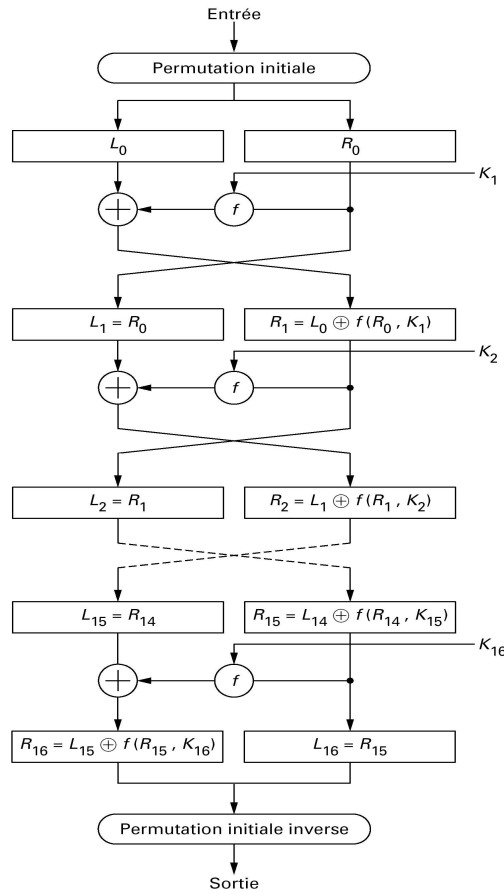 Entrée
Permutation initiale
L0 R0
K1
+ f
L1 = R0 R1 = L0 ⊕ f (R0 , K1)
K2
+ f
L2 = R1 R2 = L1 ⊕ f (R1 , K2)
L15 = R14 R15 = L14 ⊕ f (R14 , K15)
K16
+ f
R16 = L15 ⊕ f (R15 , K16) L16 = R15
Permutation initiale inverse
Sortie